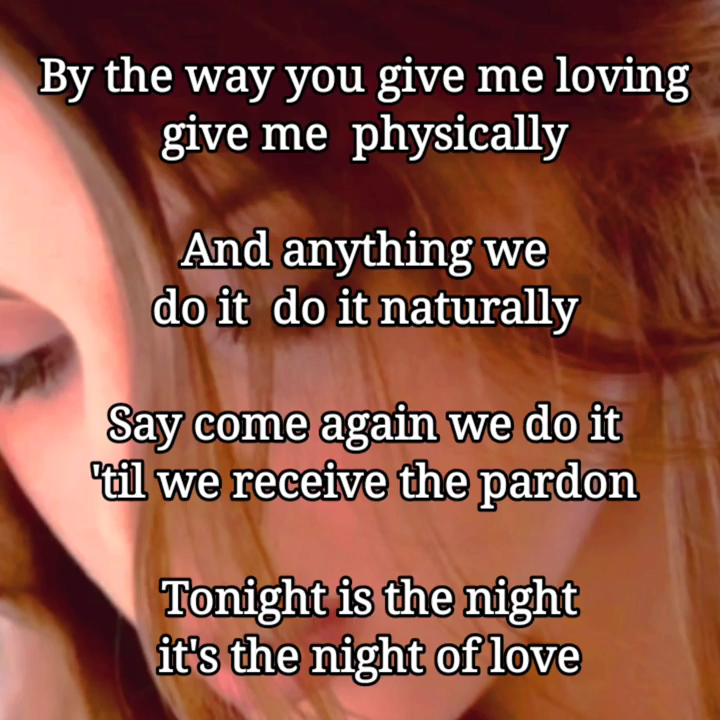 By the way you give me loving
give me  physically
And anything we
do it  do it naturally
Say come again we do it
'til we receive the pardon
Tonight is the night
it's the night of love